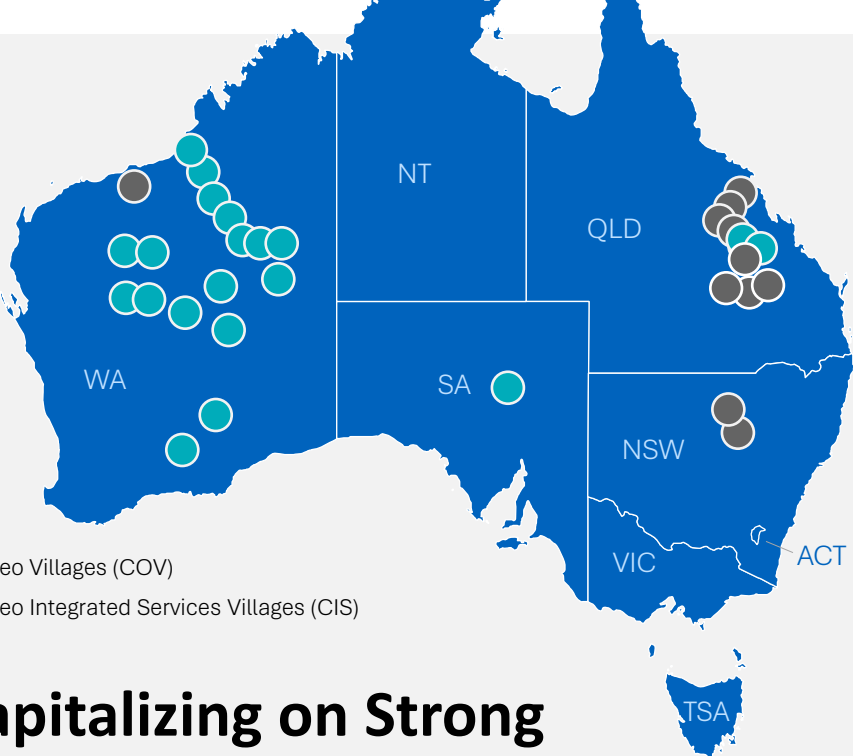 NT
QLD
WA
SA
NSW
VIC
ACT
eo Villages (COV)
eo Integrated Services Villages (CIS)
apitalizing on Strong
TSA